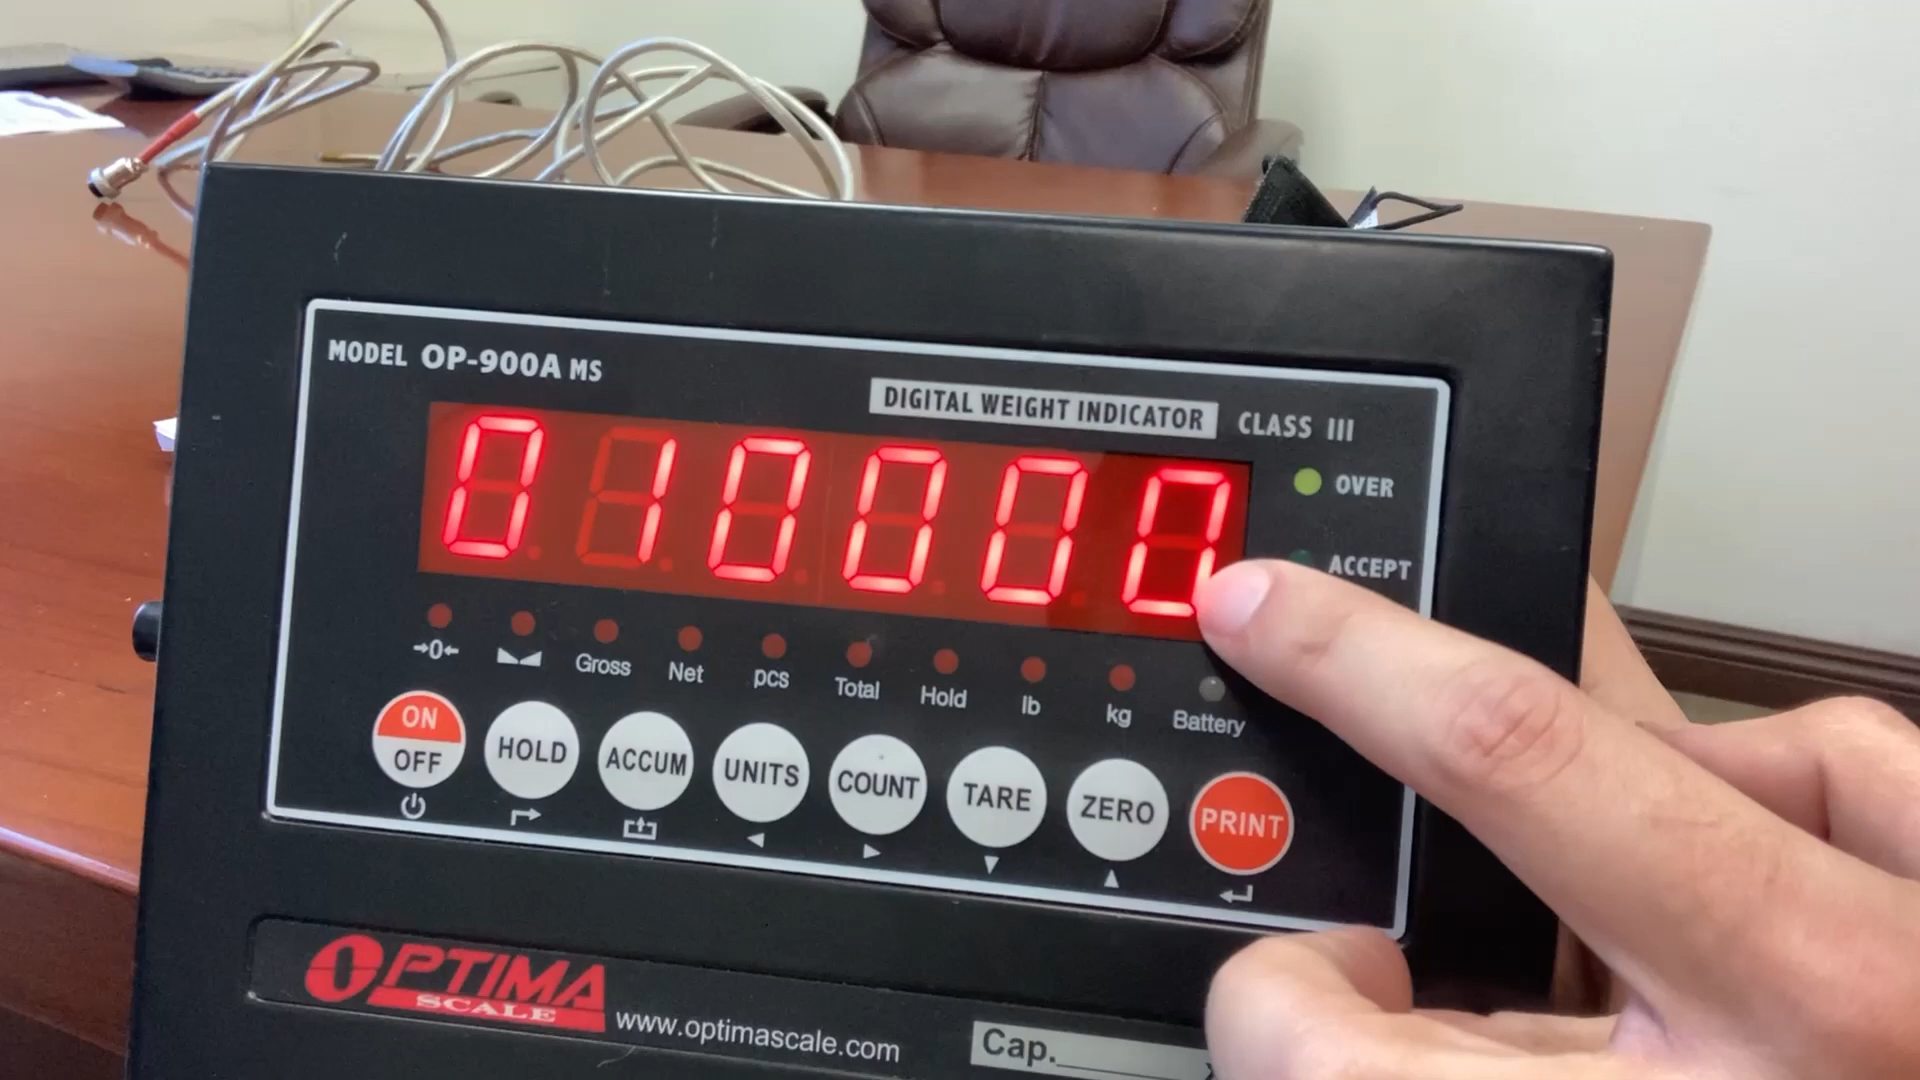 MODEL OP-900A MS
DIGITAL WEIGHT INDICATOR CLASS III
010000
OVER
ACCEPT
→0← Gross Net pcs Total Hold lb kg Battery
ON
OFF
HOLD
ACCUM
UNITS
COUNT
TARE
ZERO
PRINT
OPTIMA
SCALE
www.optimascale.com
Cap.